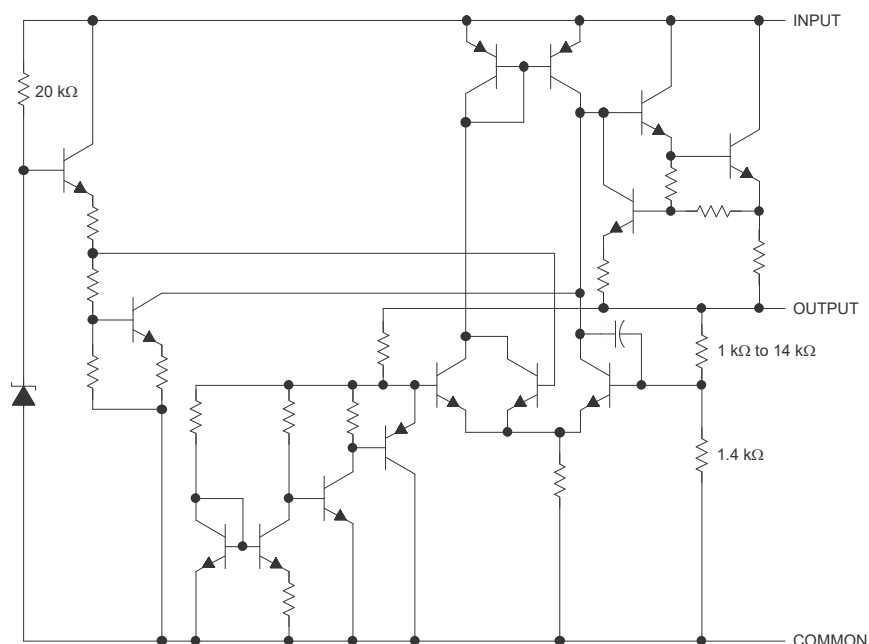 INPUT
20 kΩ
OUTPUT
1 kΩ to 14 kΩ
1.4 kΩ
COMMON